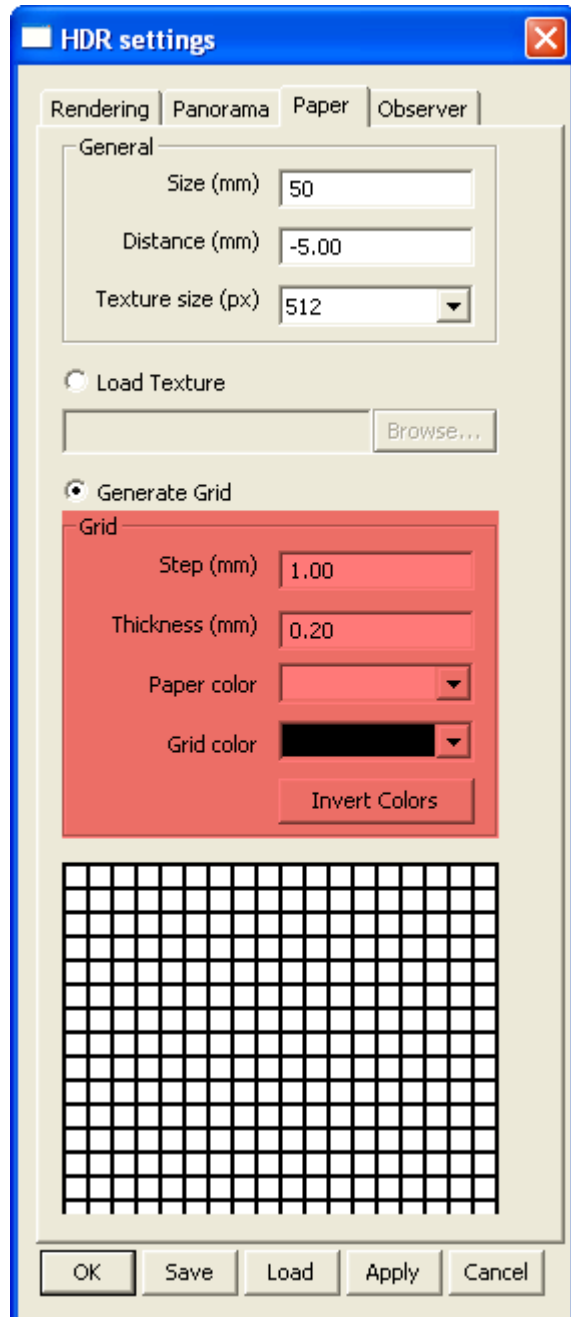 HDR settings
Rendering Panorama Paper Observer
General
Size (mm) 50
Distance (mm) -5.00
Texture size (px) 512
Load Texture
Browse...
Generate Grid
Grid
Step (mm) 1.00
Thickness (mm) 0.20
Paper color
Grid color
Invert Colors
OK Save Load Apply Cancel